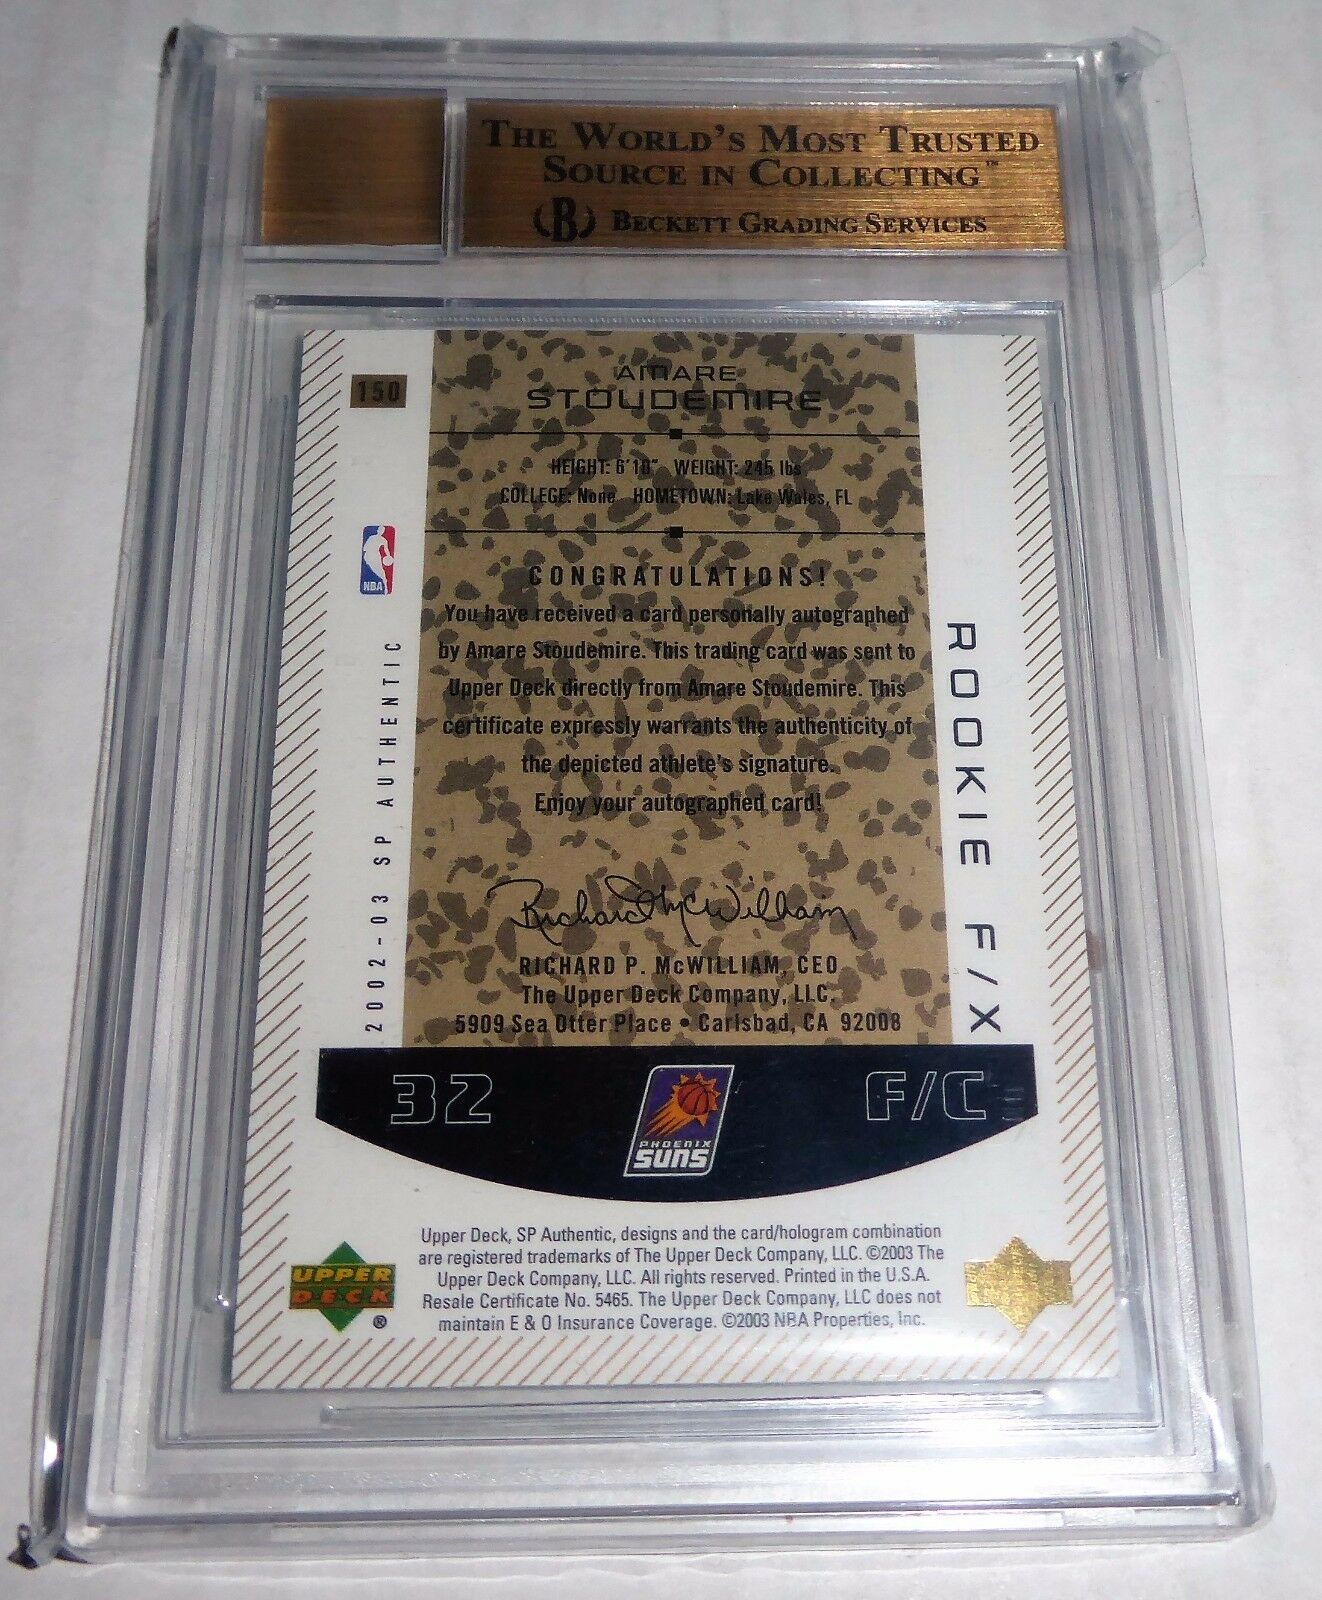 THE WORLD'S MOST TRUSTED
SOURCE IN COLLECTING™
B BECKETT GRADING SERVICES
150
AMARE
STOUDEMIRE
HEIGHT: 6'10" WEIGHT: 245 lbs
COLLEGE: None HOMETOWN: Lake Wales, FL
NBA
CONGRATULATIONS!
You have received a card personally autographed
by Amare Stoudemire. This trading card was sent to
Upper Deck directly from Amare Stoudemire. This
certificate expressly warrants the authenticity of
the depicted athlete's signature.
Enjoy your autographed card!
2002-03 SP AUTHENTIC
ROOKIE F/X
Richard McWilliam
RICHARD P. McWILLIAM, CEO
The Upper Deck Company, LLC.
5909 Sea Otter Place • Carlsbad, CA 92008
32
PHOENIX
SUNS
F/C
Upper Deck, SP Authentic, designs and the card/hologram combination
are registered trademarks of The Upper Deck Company, LLC. ©2003 The
Upper Deck Company, LLC. All rights reserved. Printed in the U.S.A.
Resale Certificate No. 5465. The Upper Deck Company, LLC does not
maintain E & O Insurance Coverage. ©2003 NBA Properties, Inc.
UPPER
DECK
®